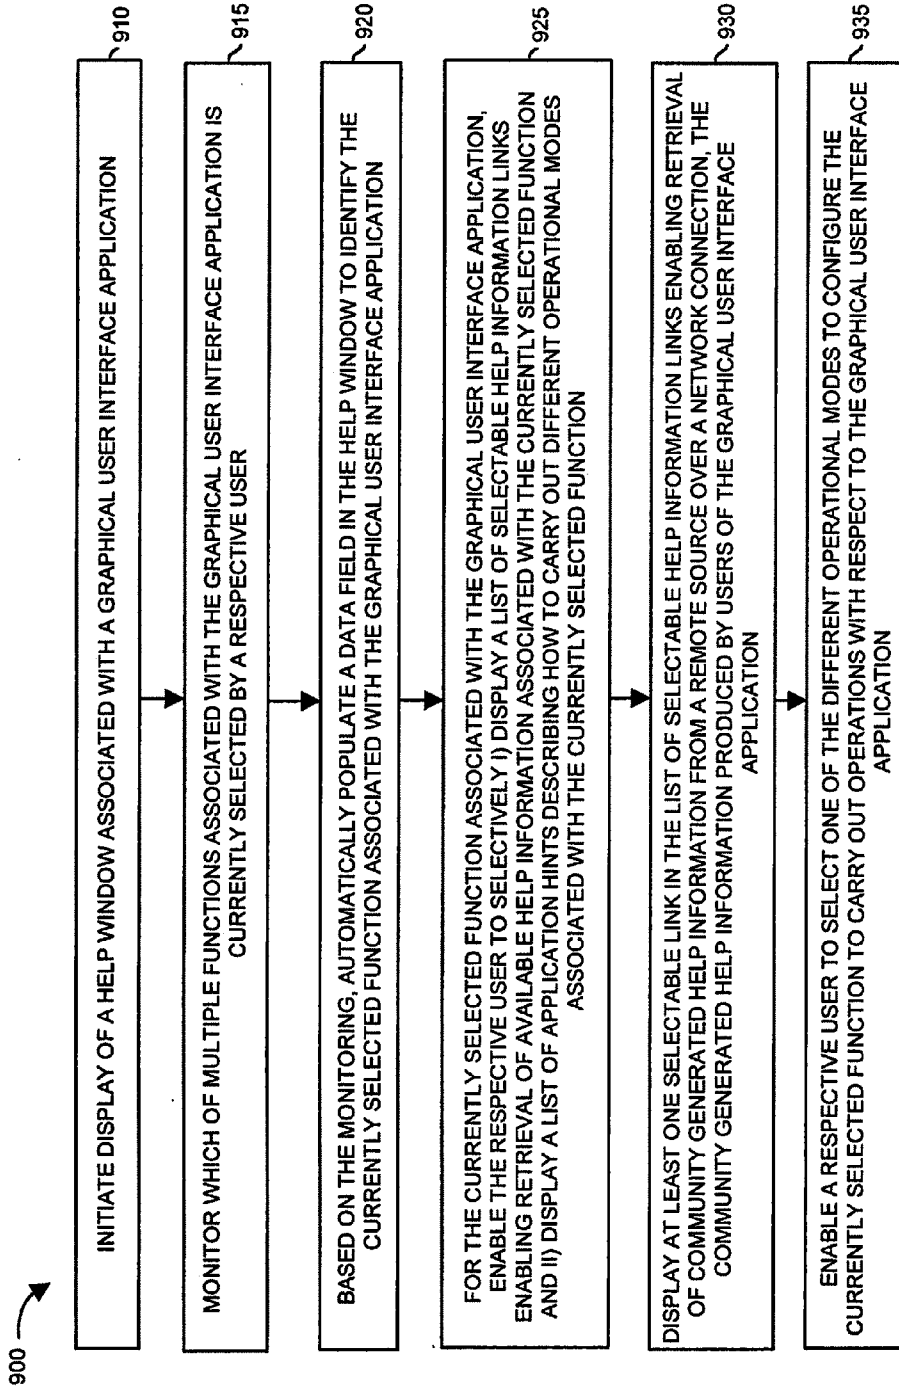 900
INITIATE DISPLAY OF A HELP WINDOW ASSOCIATED WITH A GRAPHICAL USER INTERFACE APPLICATION
910
MONITOR WHICH OF MULTIPLE FUNCTIONS ASSOCIATED WITH THE GRAPHICAL USER INTERFACE APPLICATION IS
CURRENTLY SELECTED BY A RESPECTIVE USER
915
BASED ON THE MONITORING, AUTOMATICALLY POPULATE A DATA FIELD IN THE HELP WINDOW TO IDENTIFY THE
CURRENTLY SELECTED FUNCTION ASSOCIATED WITH THE GRAPHICAL USER INTERFACE APPLICATION
920
FOR THE CURRENTLY SELECTED FUNCTION ASSOCIATED WITH THE GRAPHICAL USER INTERFACE APPLICATION,
ENABLE THE RESPECTIVE USER TO SELECTIVELY I) DISPLAY A LIST OF SELECTABLE HELP INFORMATION LINKS
ENABLING RETRIEVAL OF AVAILABLE HELP INFORMATION ASSOCIATED WITH THE CURRENTLY SELECTED FUNCTION
AND II) DISPLAY A LIST OF APPLICATION HINTS DESCRIBING HOW TO CARRY OUT DIFFERENT OPERATIONAL MODES
ASSOCIATED WITH THE CURRENTLY SELECTED FUNCTION
925
DISPLAY AT LEAST ONE SELECTABLE LINK IN THE LIST OF SELECTABLE HELP INFORMATION LINKS ENABLING RETRIEVAL
OF COMMUNITY GENERATED HELP INFORMATION FROM A REMOTE SOURCE OVER A NETWORK CONNECTION, THE
COMMUNITY GENERATED HELP INFORMATION PRODUCED BY USERS OF THE GRAPHICAL USER INTERFACE
APPLICATION
930
ENABLE A RESPECTIVE USER TO SELECT ONE OF THE DIFFERENT OPERATIONAL MODES TO CONFIGURE THE
CURRENTLY SELECTED FUNCTION TO CARRY OUT OPERATIONS WITH RESPECT TO THE GRAPHICAL USER INTERFACE
APPLICATION
935